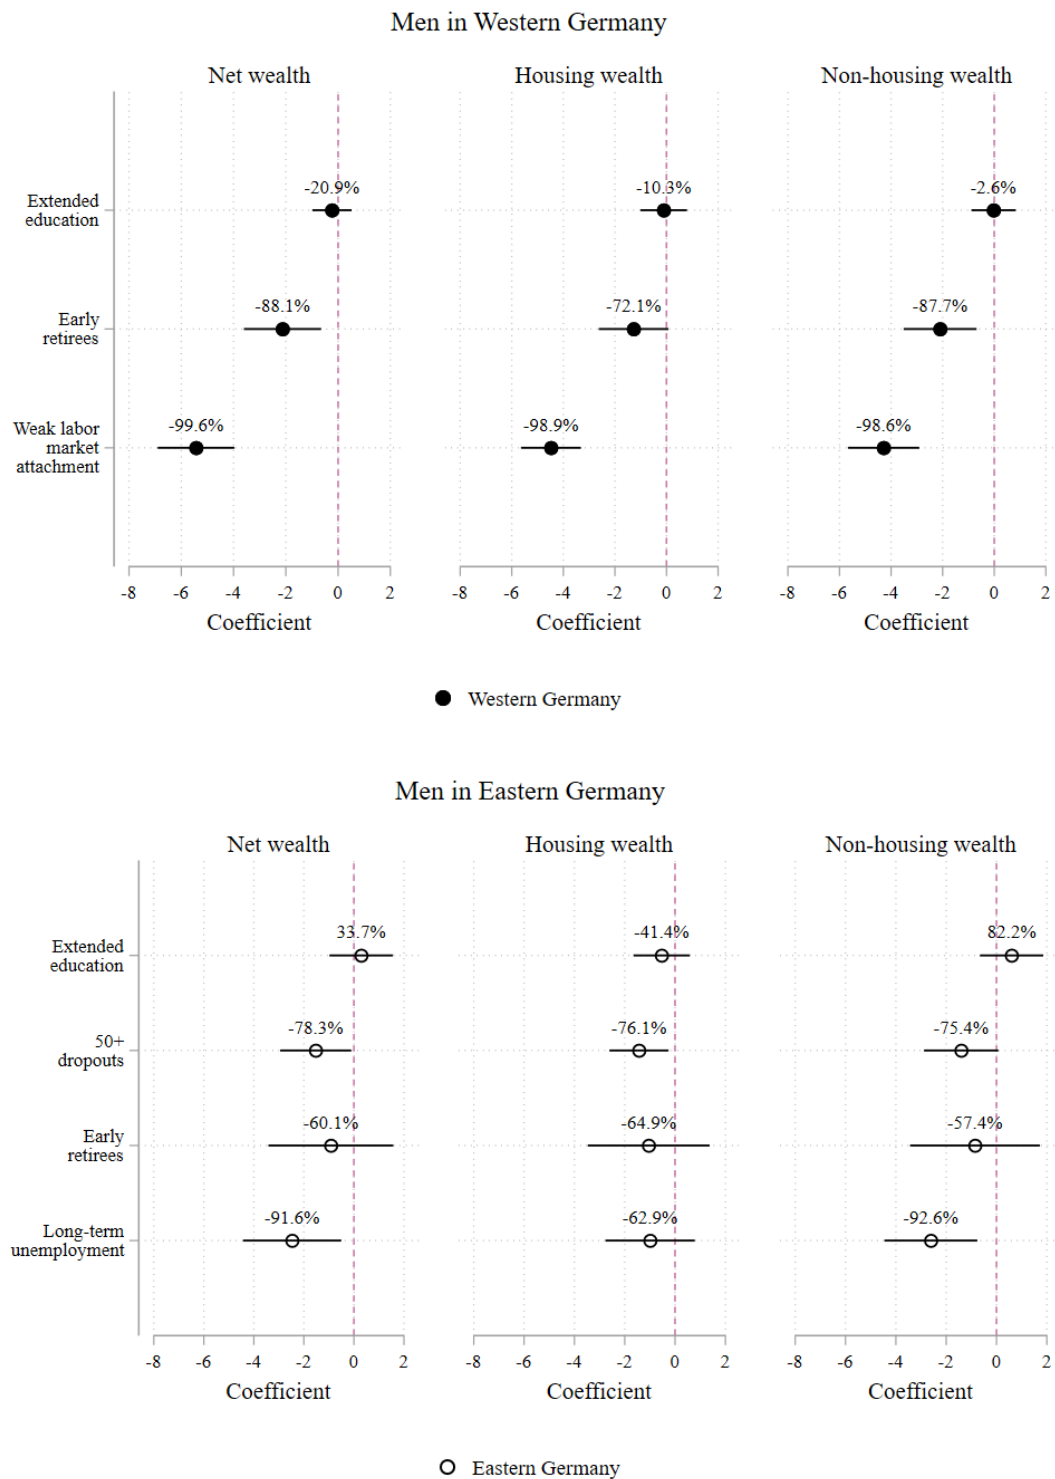 Men in Western Germany
Net wealth
Housing wealth
Non-housing wealth
Extended
education
-20.9%
-10.3%
-2.6%
Early
retirees
-88.1%
-72.1%
-87.7%
Weak labor
market
attachment
-99.6%
-98.9%
-98.6%
-8 -6 -4 -2 0 2
-8 -6 -4 -2 0 2
-8 -6 -4 -2 0 2
Coefficient
Coefficient
Coefficient
Western Germany
Men in Eastern Germany
Net wealth
Housing wealth
Non-housing wealth
Extended
education
33.7%
-41.4%
82.2%
50+
dropouts
-78.3%
-76.1%
-75.4%
Early
retirees
-60.1%
-64.9%
-57.4%
Long-term
unemployment
-91.6%
-62.9%
-92.6%
-8 -6 -4 -2 0 2
-8 -6 -4 -2 0 2
-8 -6 -4 -2 0 2
Coefficient
Coefficient
Coefficient
Eastern Germany